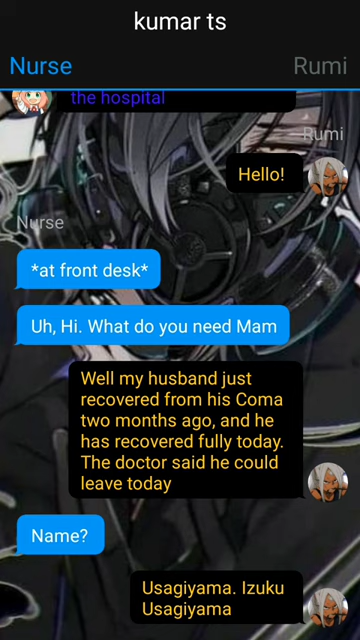 kumar ts
Nurse
Rumi
the hospital
Rumi
Hello!
Nurse
*at front desk*
Uh, Hi. What do you need Mam
Well my husband just
recovered from his Coma
two months ago, and he
has recovered fully today.
The doctor said he could
leave today
Name?
Usagiyama. Izuku
Usagiyama